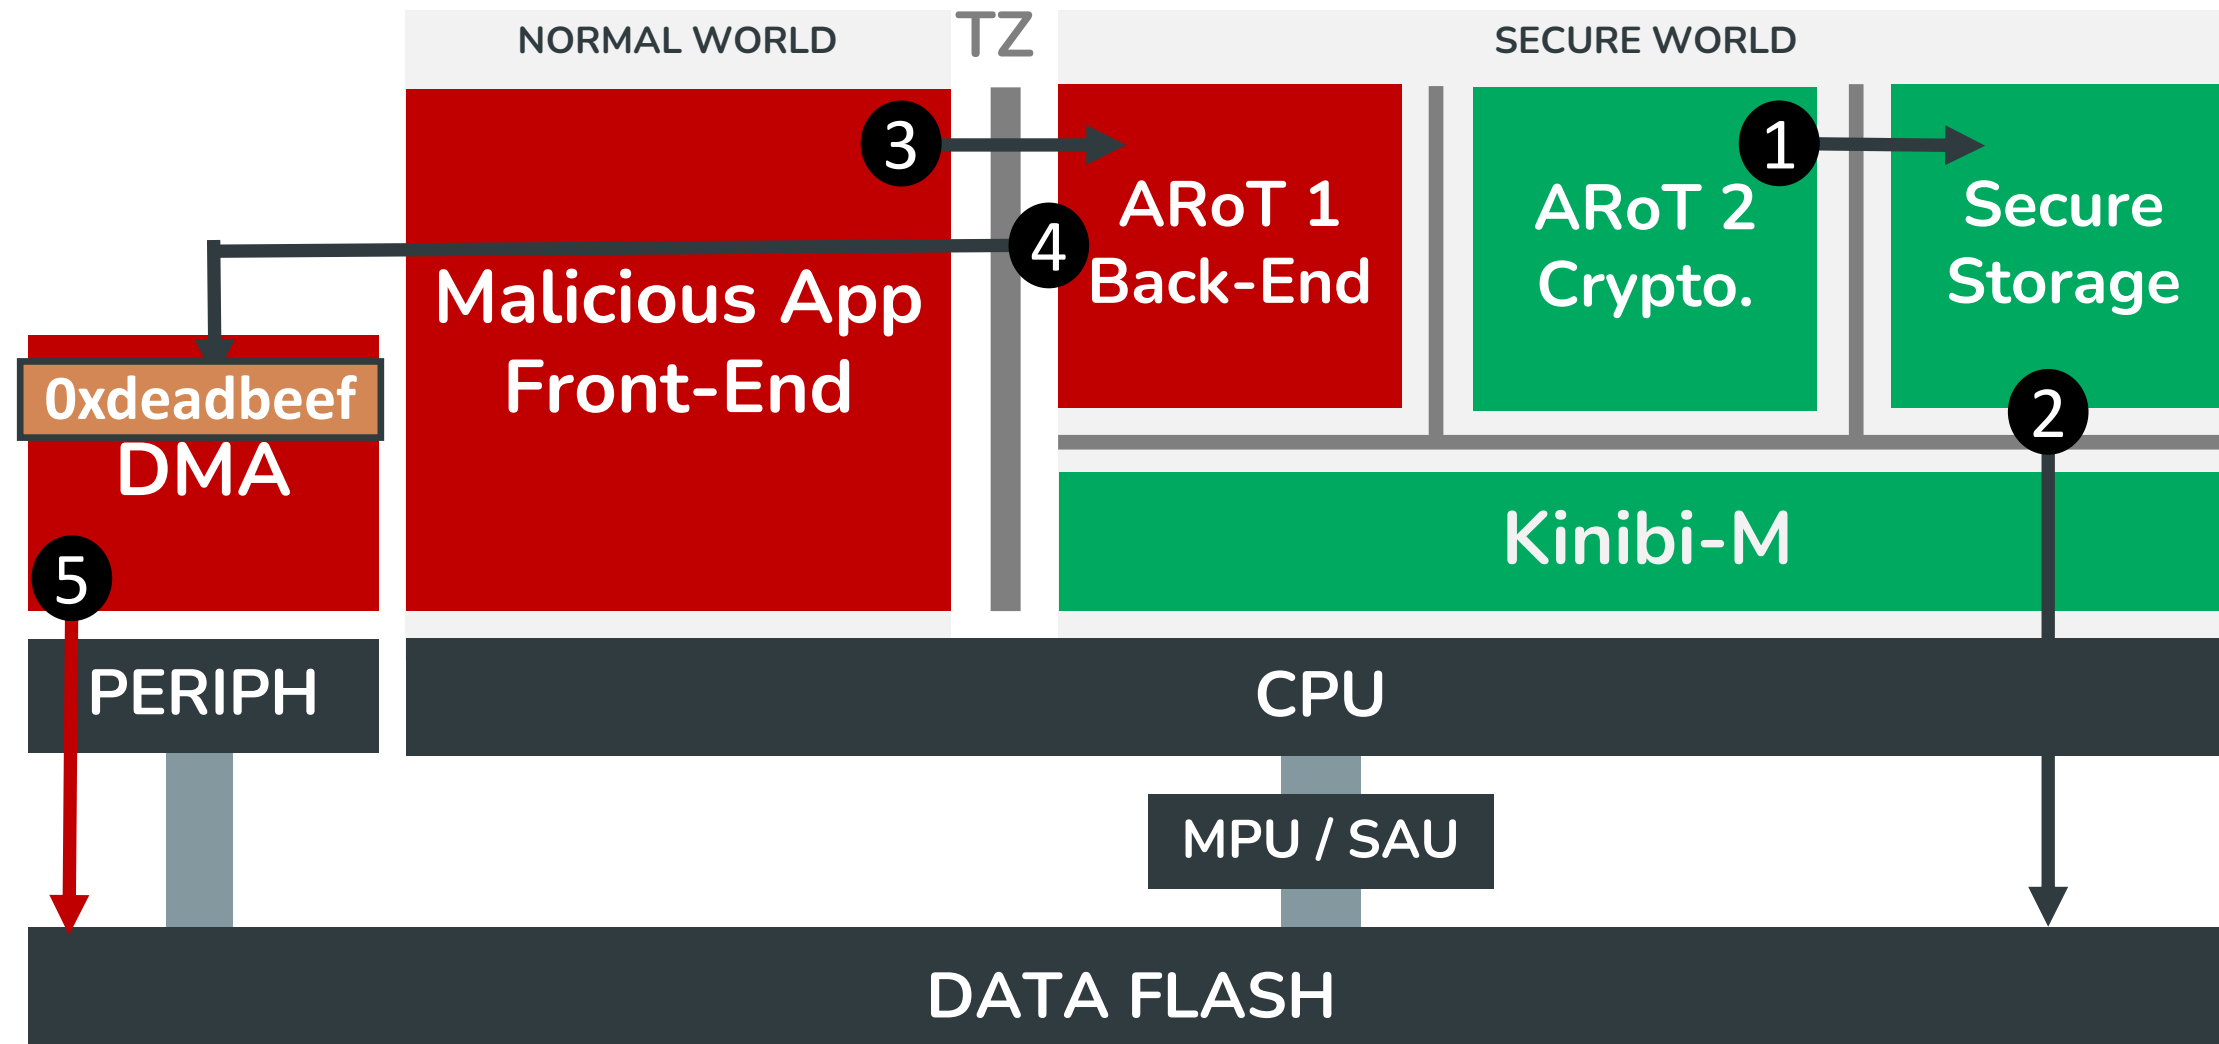 NORMAL WORLD
TZ
SECURE WORLD
3
1
ARoT 1
Back-End
ARoT 2
Crypto.
Secure
Storage
4
Malicious App
Front-End
0xdeadbeef
DMA
2
Kinibi-M
5
PERIPH
CPU
MPU / SAU
DATA FLASH